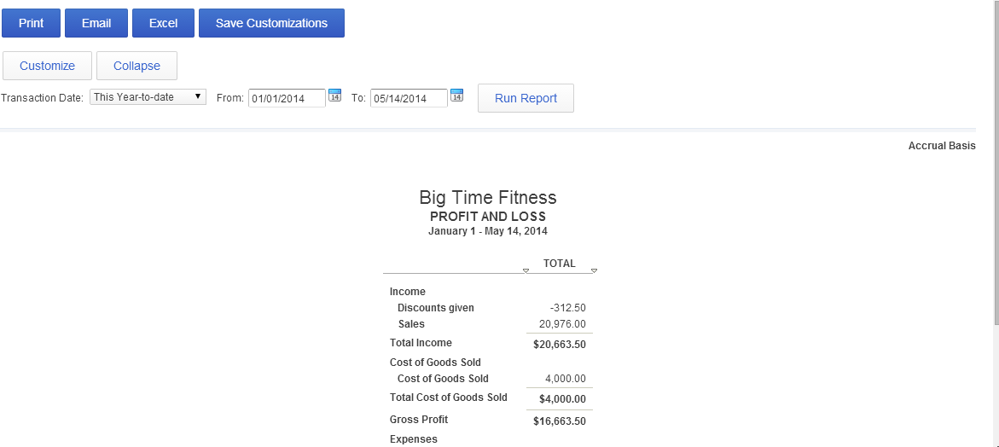 Print Email Excel Save Customizations
Customize Collapse
Transaction Date: This Year-to-date From: 01/01/2014 14 To: 05/14/2014 14 Run Report
Accrual Basis
Big Time Fitness
PROFIT AND LOSS
January 1 - May 14, 2014
TOTAL
Income
Discounts given -312.50
Sales 20,976.00
Total Income $20,663.50
Cost of Goods Sold
Cost of Goods Sold 4,000.00
Total Cost of Goods Sold $4,000.00
Gross Profit $16,663.50
Expenses